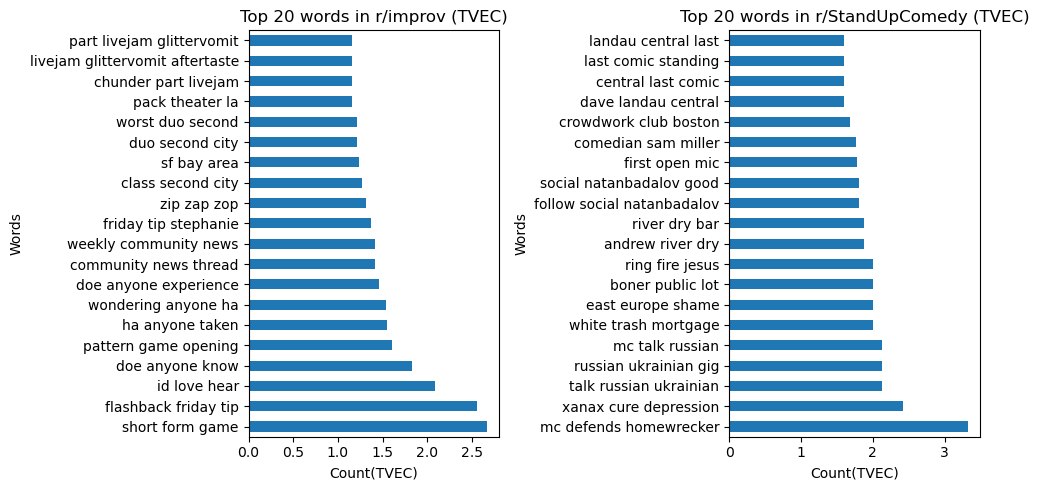 Top 20 words in r/improv (TVEC)
part livejam glittervomit
livejam glittervomit aftertaste
chunder part livejam
pack theater la
worst duo second
duo second city
sf bay area
class second city
zip zap zop
friday tip stephanie
weekly community news
community news thread
doe anyone experience
wondering anyone ha
ha anyone taken
pattern game opening
doe anyone know
id love hear
flashback friday tip
short form game
Words
0.0 0.5 1.0 1.5 2.0 2.5
Count(TVEC)
Top 20 words in r/StandUpComedy (TVEC)
landau central last
last comic standing
central last comic
dave landau central
crowdwork club boston
comedian sam miller
first open mic
social natanbadalov good
follow social natanbadalov
river dry bar
andrew river dry
ring fire jesus
boner public lot
east europe shame
white trash mortgage
mc talk russian
russian ukrainian gig
talk russian ukrainian
xanax cure depression
mc defends homewrecker
Words
0 1 2 3
Count(TVEC)